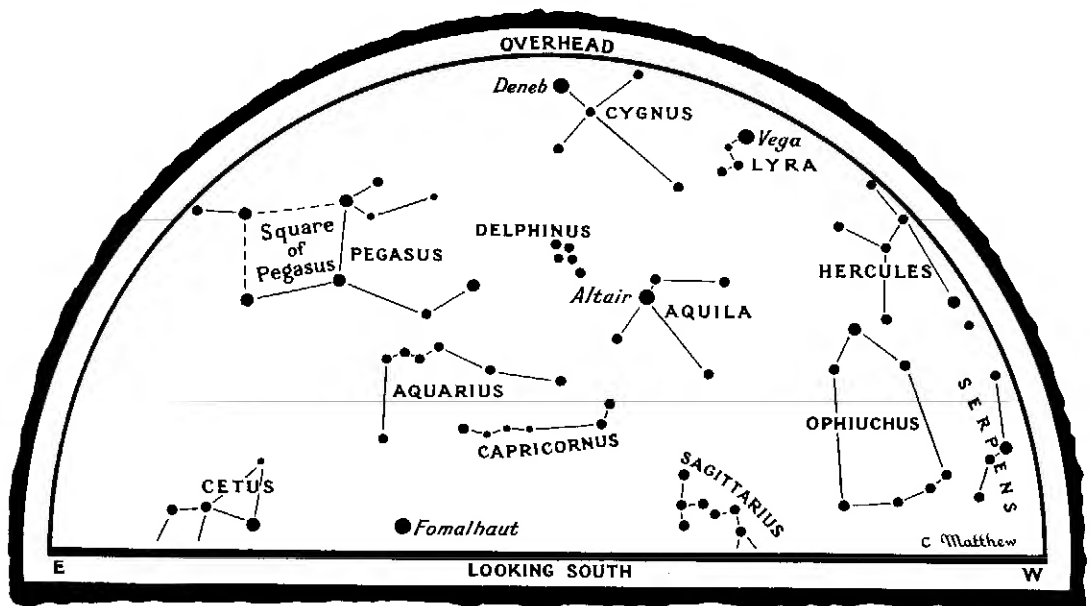 OVERHEAD
Deneb
CYGNUS
Vega
LYRA
Square
of
Pegasus
PEGASUS
DELPHINUS
HERCULES
Altair
AQUILA
AQUARIUS
CAPRICORNUS
OPHIUCHUS
SERPENS
CETUS
SAGITTARIUS
Fomalhaut
C Matthew
E
LOOKING SOUTH
W